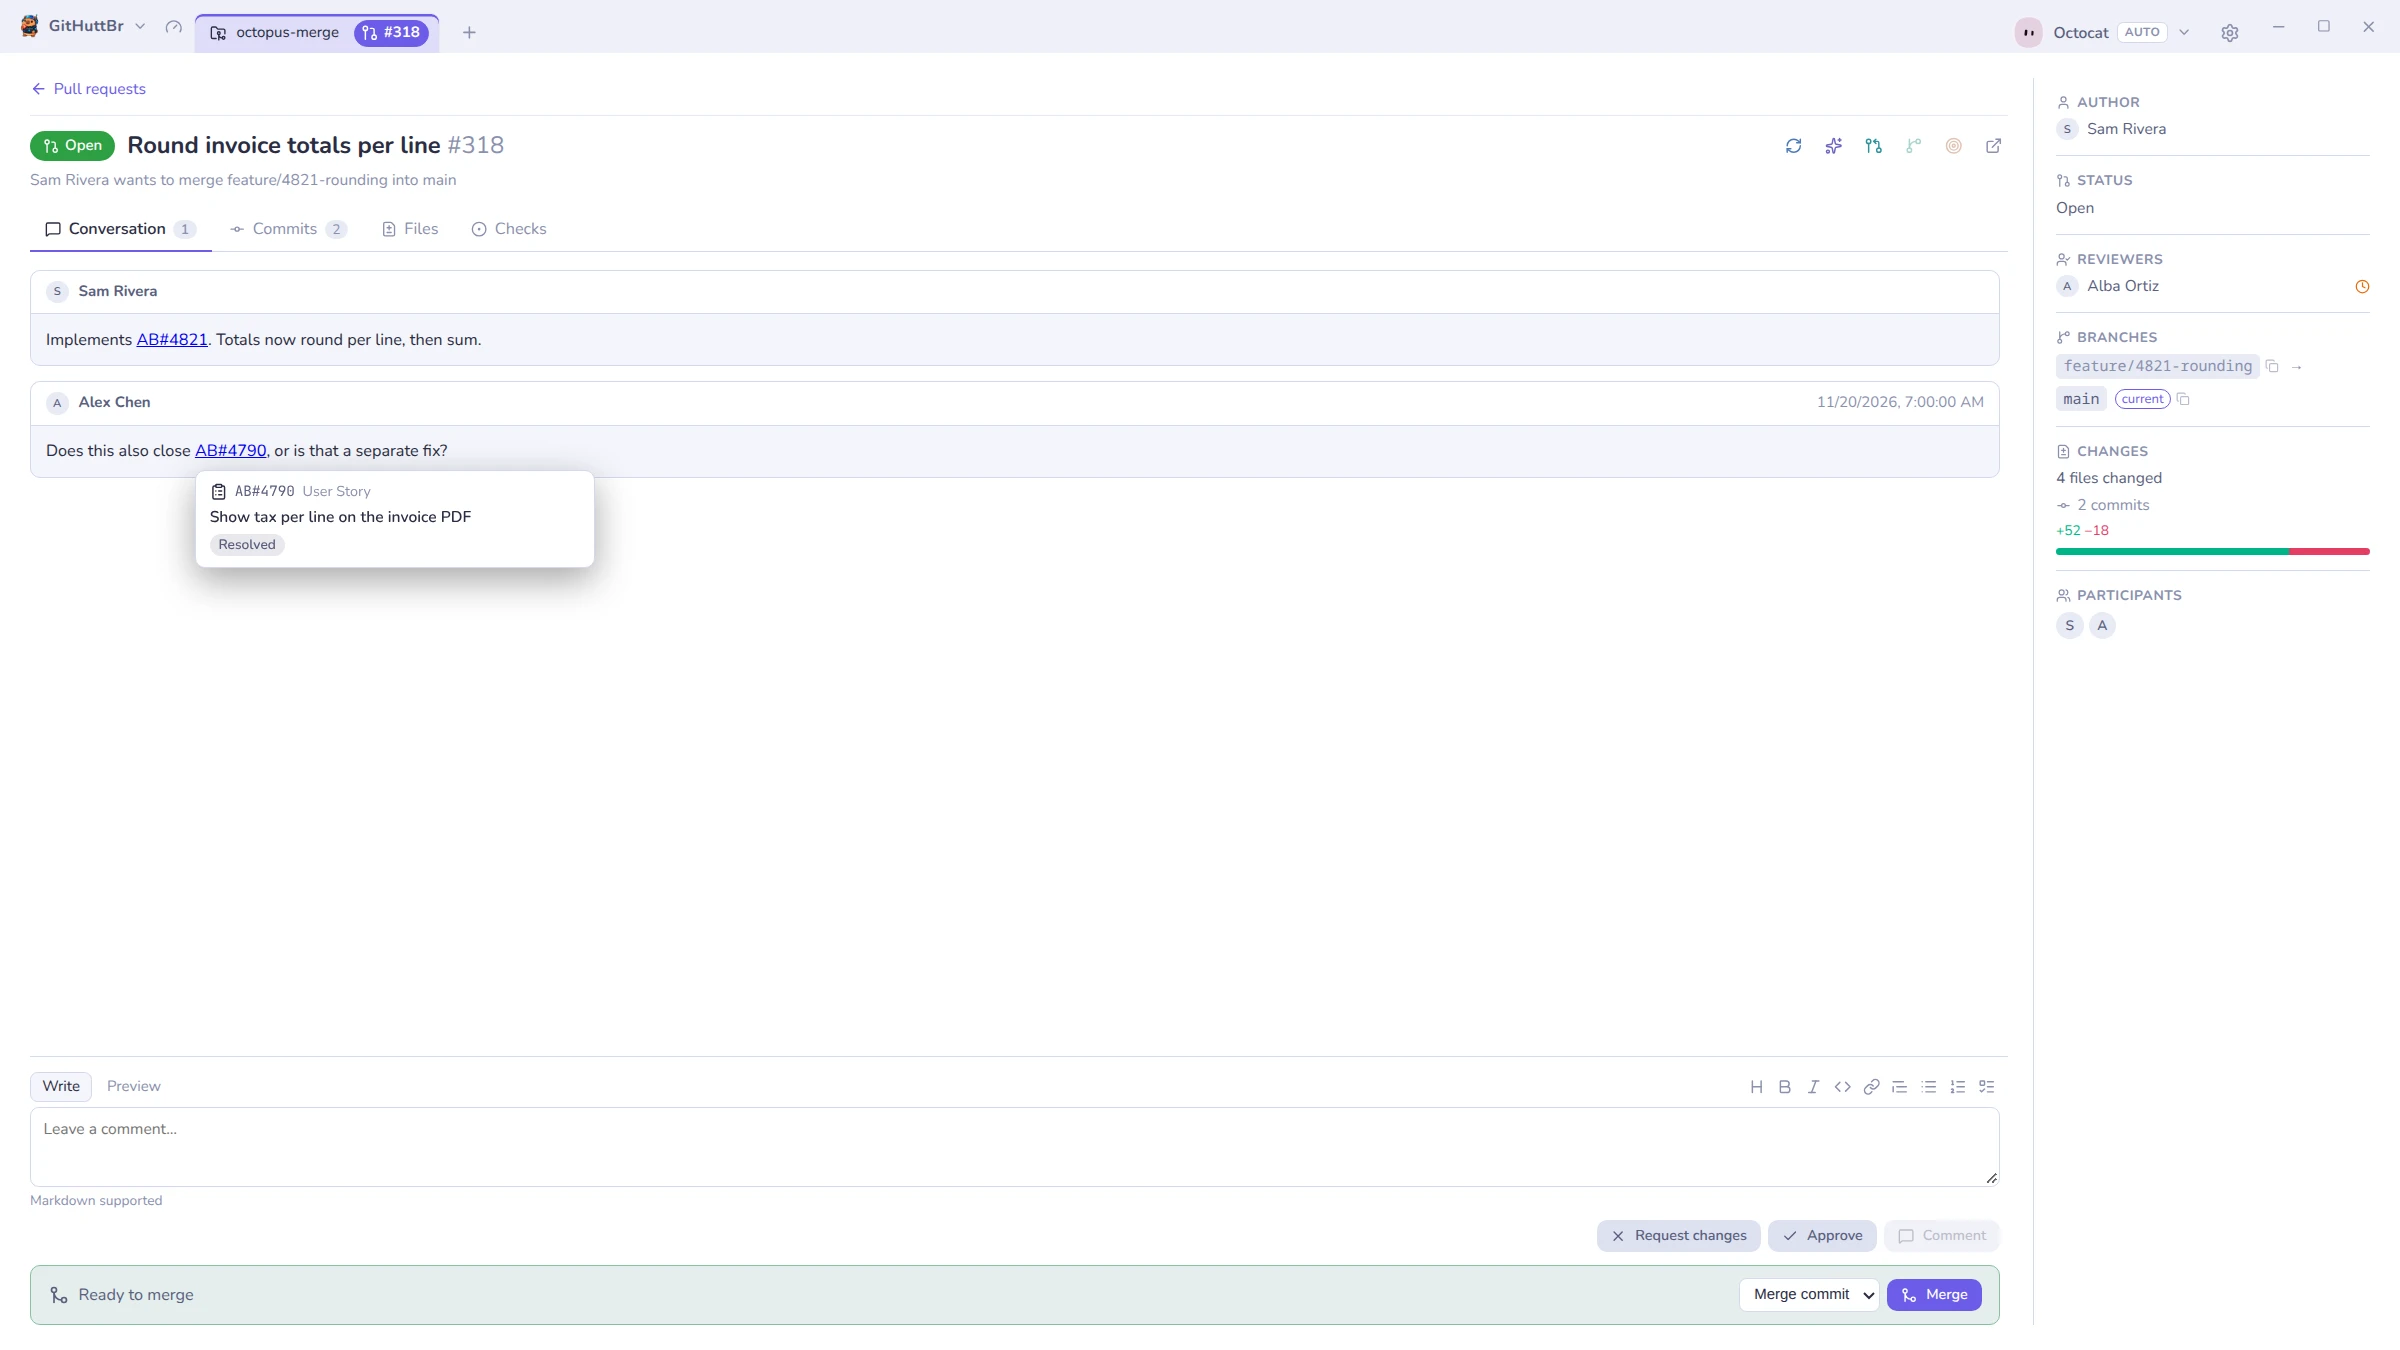 GitHuttBr
octopus-merge #318
Octocat AUTO
Pull requests
Open Round invoice totals per line #318
Sam Rivera wants to merge feature/4821-rounding into main
Conversation 1 Commits 2 Files Checks
S Sam Rivera
Implements AB#4821. Totals now round per line, then sum.
A Alex Chen 11/20/2026, 7:00:00 AM
Does this also close AB#4790, or is that a separate fix?
AB#4790 User Story
Show tax per line on the invoice PDF
Resolved
Write Preview
Leave a comment...
Markdown supported
Request changes Approve Comment
Ready to merge Merge commit Merge
AUTHOR
S Sam Rivera
STATUS
Open
REVIEWERS
A Alba Ortiz
BRANCHES
feature/4821-rounding →
main current
CHANGES
4 files changed
2 commits
+52 −18
PARTICIPANTS
S A